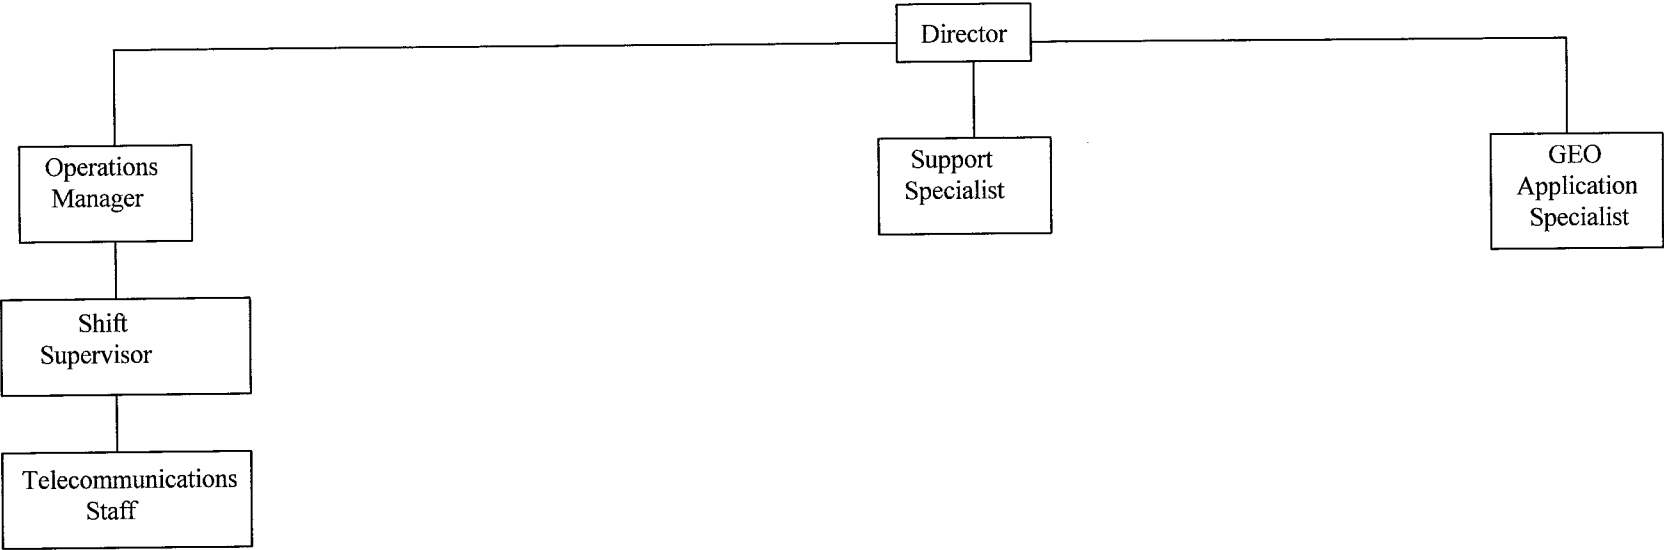 Director
Operations
Manager
Support
Specialist
GEO
Application
Specialist
Shift
Supervisor
Telecommunications
Staff